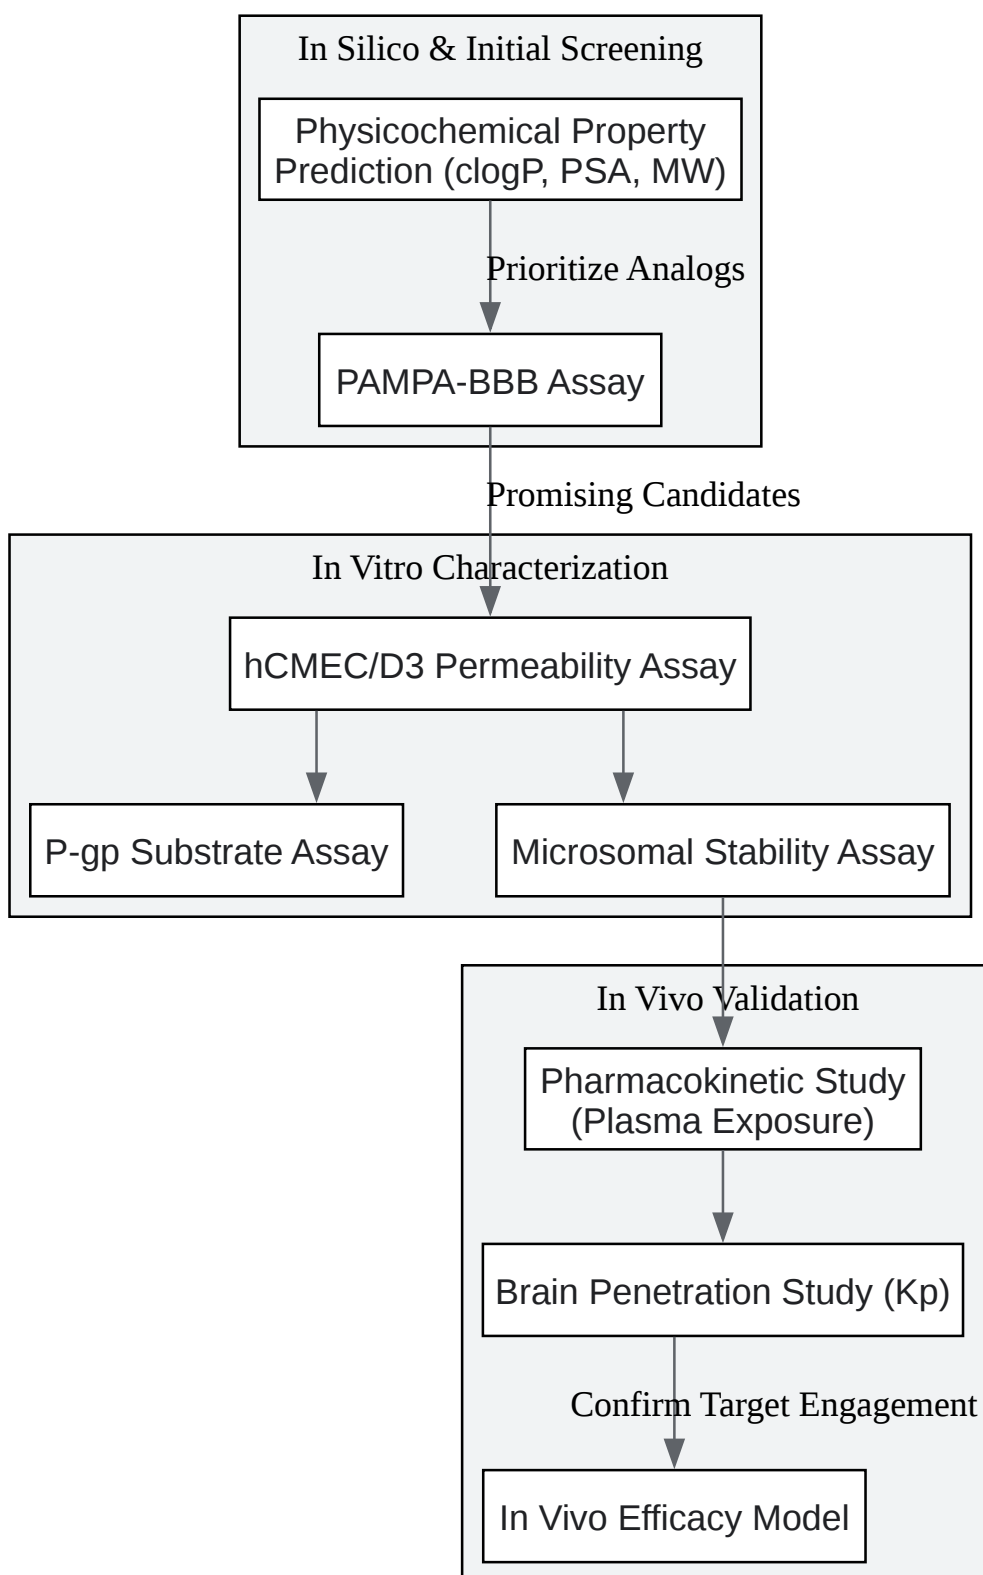 In Silico & Initial Screening
Physicochemical Property
Prediction (clogP, PSA, MW)
Prioritize Analogs
PAMPA-BBB Assay
Promising Candidates
In Vitro Characterization
hCMEC/D3 Permeability Assay
P-gp Substrate Assay
Microsomal Stability Assay
In Vivo Validation
Pharmacokinetic Study
(Plasma Exposure)
Brain Penetration Study (Kp)
Confirm Target Engagement
In Vivo Efficacy Model